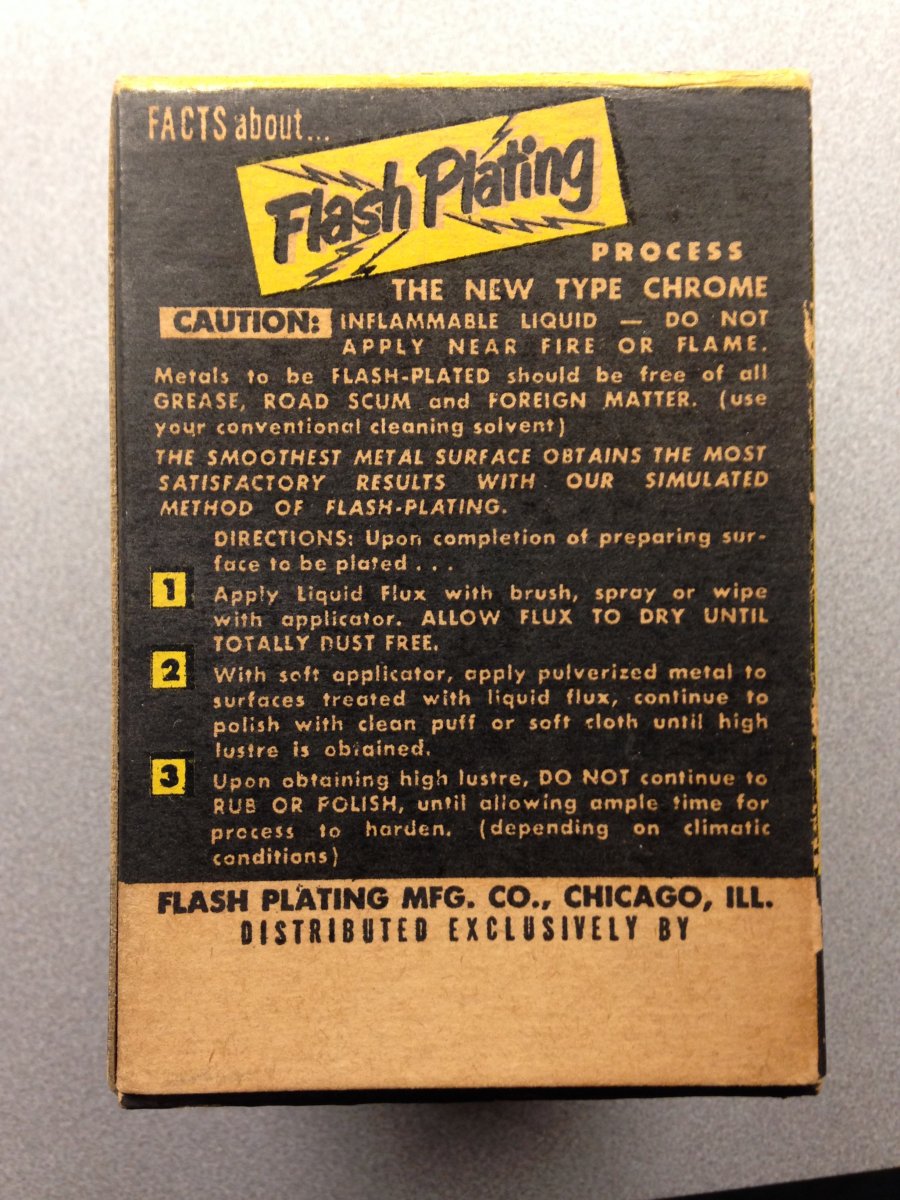 FACTS about...
Flash Plating
PROCESS
THE NEW TYPE CHROME
CAUTION: INFLAMMABLE LIQUID — DO NOT
APPLY NEAR FIRE OR FLAME.
Metals to be FLASH-PLATED should be free of all
GREASE, ROAD SCUM and FOREIGN MATTER. (use
your conventional cleaning solvent)
THE SMOOTHEST METAL SURFACE OBTAINS THE MOST
SATISFACTORY RESULTS WITH OUR SIMULATED
METHOD OF FLASH-PLATING.
DIRECTIONS: Upon completion of preparing sur-
face to be plated . . .
1 Apply Liquid Flux with brush, spray or wipe
with applicator. ALLOW FLUX TO DRY UNTIL
TOTALLY DUST FREE.
2 With soft applicator, apply pulverized metal to
surfaces treated with liquid flux, continue to
polish with clean puff or soft cloth until high
lustre is obtained.
3 Upon obtaining high lustre, DO NOT continue to
RUB OR POLISH, until allowing ample time for
process to harden. (depending on climatic
conditions)
FLASH PLATING MFG. CO., CHICAGO, ILL.
DISTRIBUTED EXCLUSIVELY BY